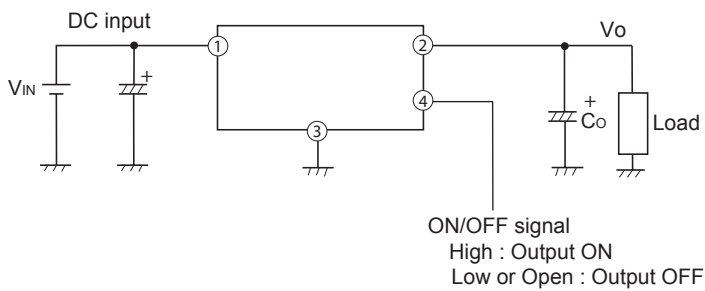 DC input
Vo
① ②
VIN + ④ + Co Load
③
ON/OFF signal
High : Output ON
Low or Open : Output OFF